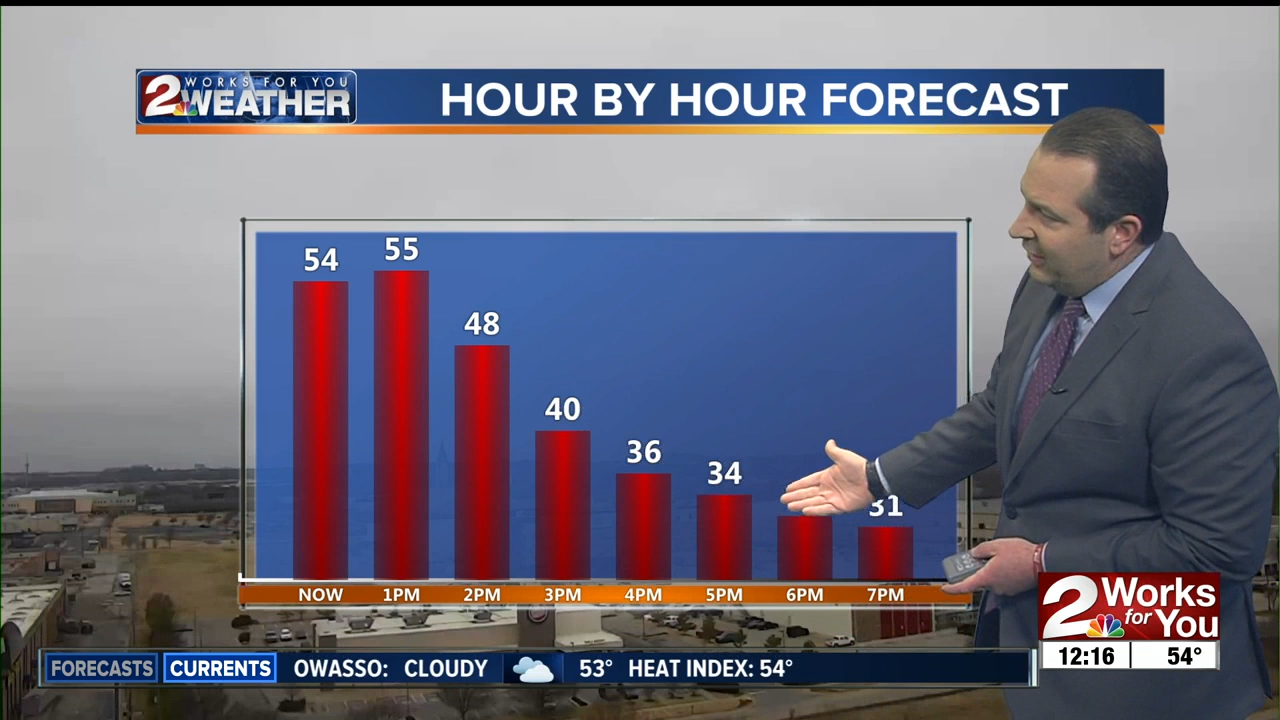 2 WORKS FOR YOU
WEATHER
HOUR BY HOUR FORECAST
54 55 48 40 36 34 31
NOW 1PM 2PM 3PM 4PM 5PM 6PM 7PM
2 Works for You
12:16 54°
FORECASTS CURRENTS OWASSO: CLOUDY 53° HEAT INDEX: 54°